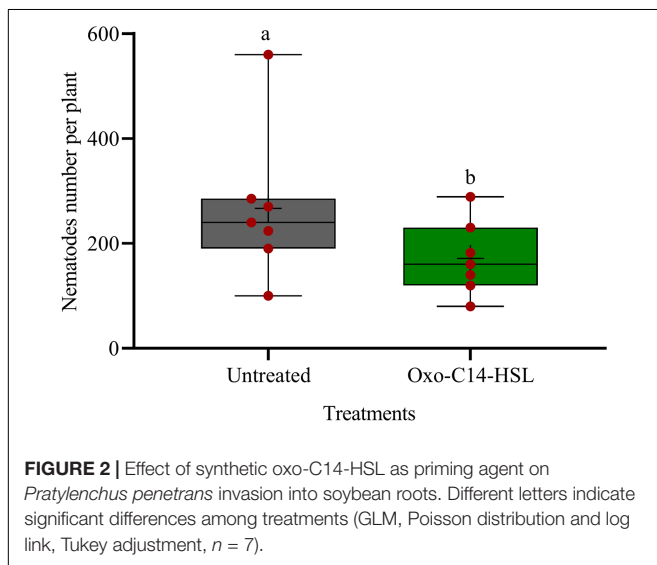 600
a
400
b
200
0
Nematodes number per plant
Untreated
Oxo-C14-HSL
Treatments
FIGURE 2 | Effect of synthetic oxo-C14-HSL as priming agent on
Pratylenchus penetrans invasion into soybean roots. Different letters indicate
significant differences among treatments (GLM, Poisson distribution and log
link, Tukey adjustment, n = 7).